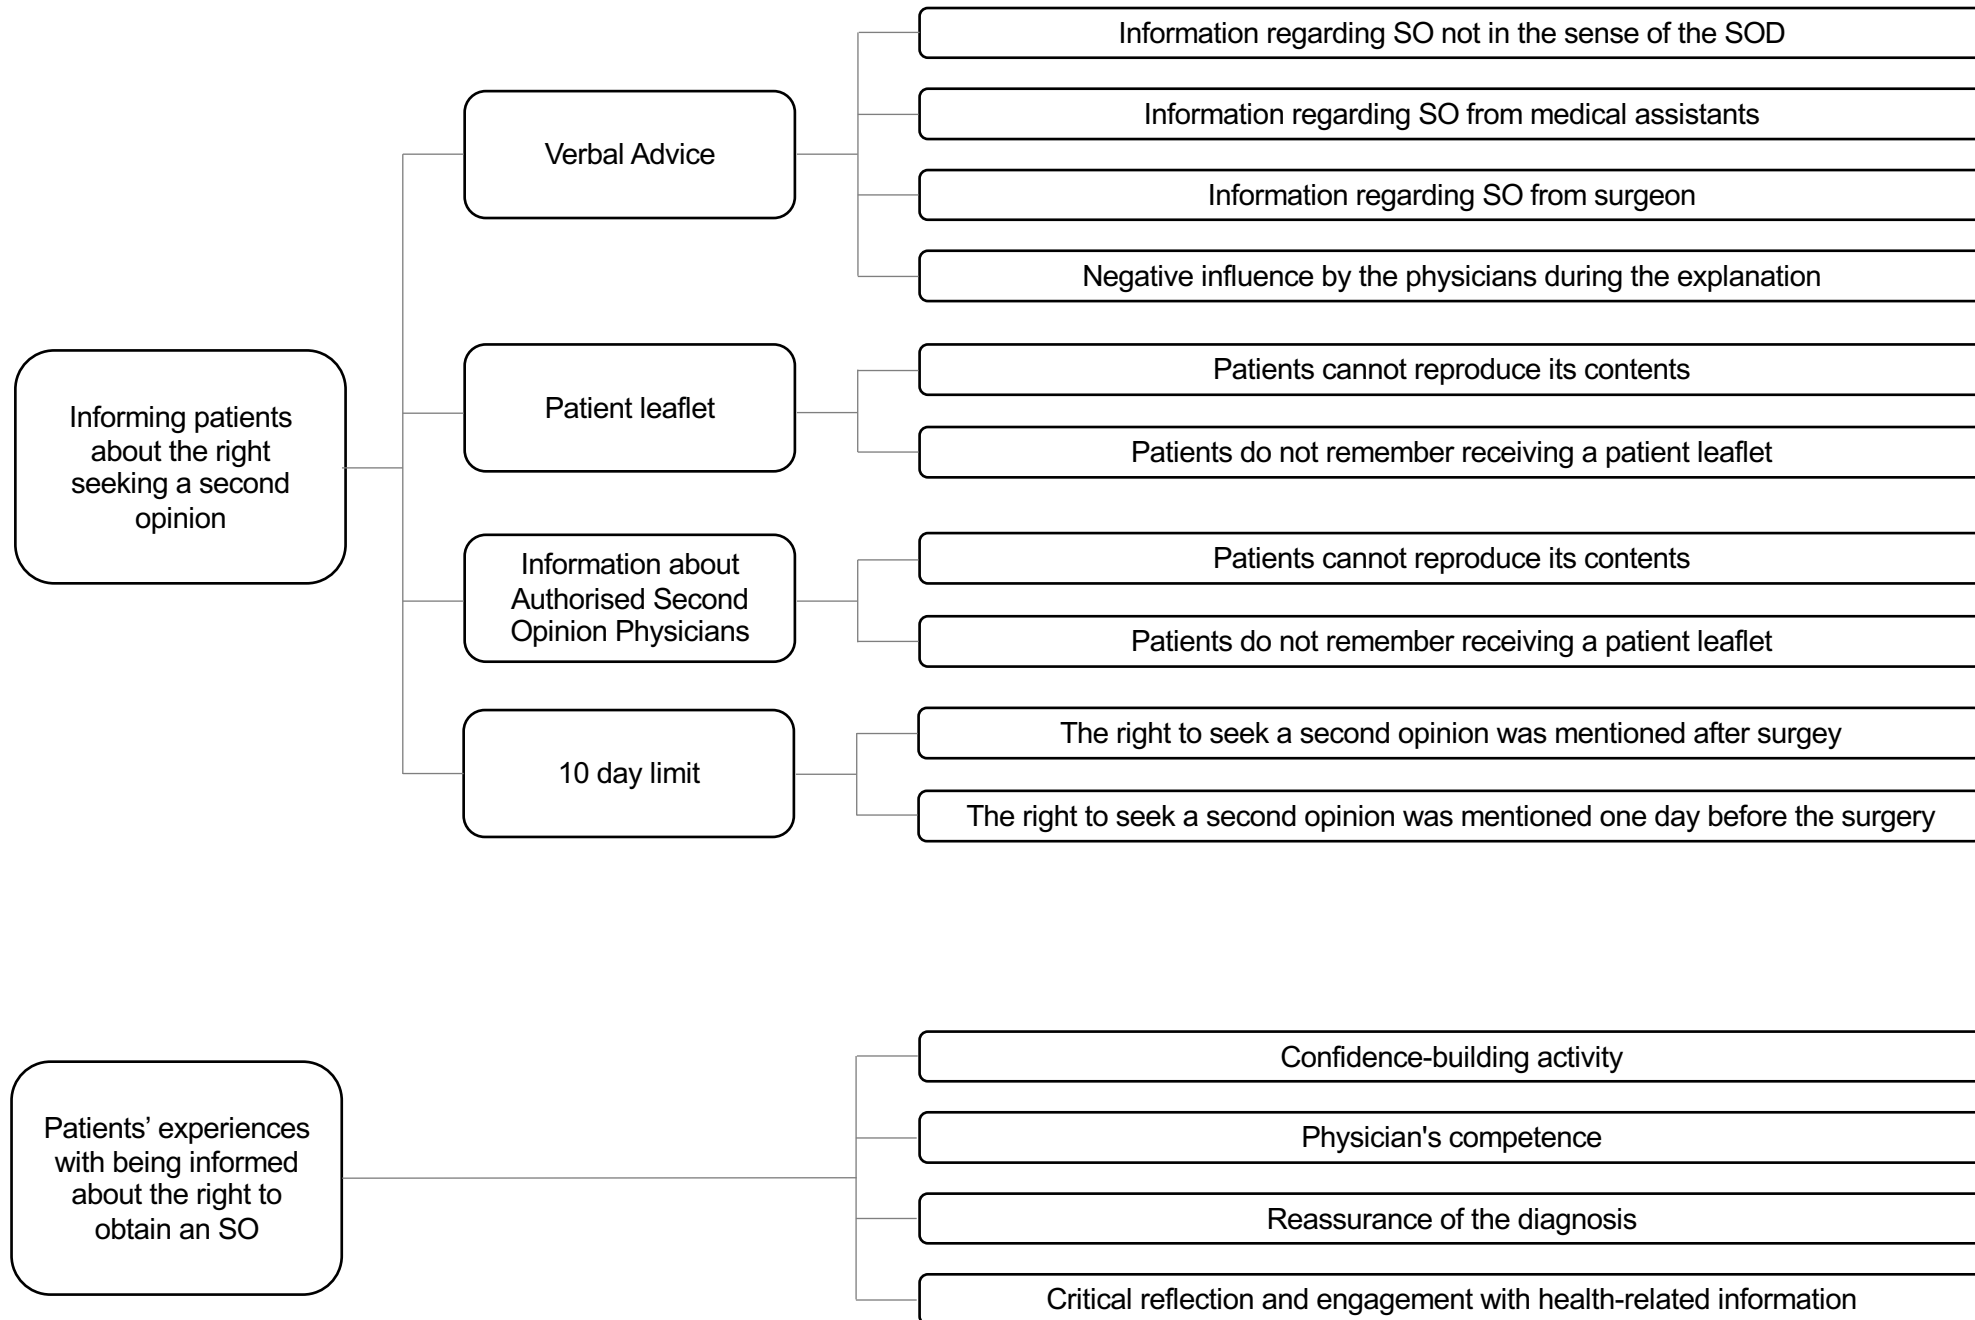 Informing patients
about the right
seeking a second
opinion
Verbal Advice
Information regarding SO not in the sense of the SOD
Information regarding SO from medical assistants
Information regarding SO from surgeon
Negative influence by the physicians during the explanation
Patient leaflet
Patients cannot reproduce its contents
Patients do not remember receiving a patient leaflet
Information about
Authorised Second
Opinion Physicians
Patients cannot reproduce its contents
Patients do not remember receiving a patient leaflet
10 day limit
The right to seek a second opinion was mentioned after surgey
The right to seek a second opinion was mentioned one day before the surgery
Patients’ experiences
with being informed
about the right to
obtain an SO
Confidence-building activity
Physician's competence
Reassurance of the diagnosis
Critical reflection and engagement with health-related information